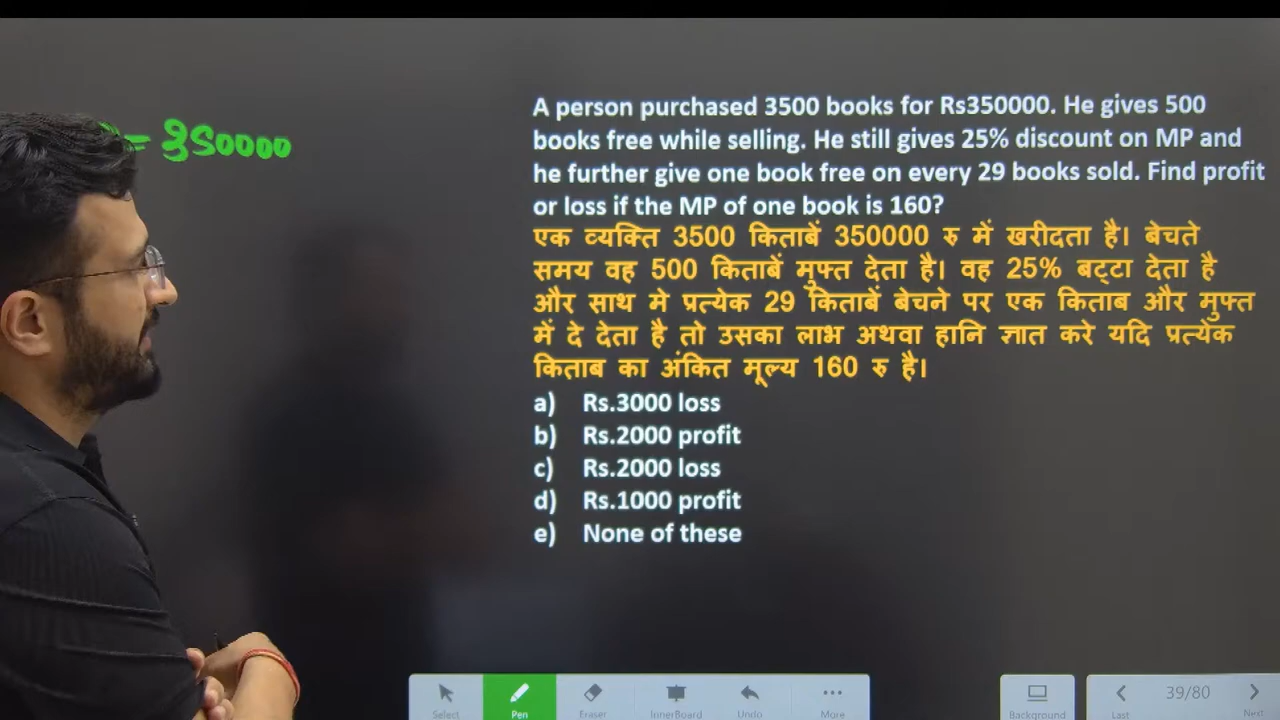 A person purchased 3500 books for Rs350000. He gives 500
= 350000
books free while selling. He still gives 25% discount on MP and
he further give one book free on every 29 books sold. Find profit
or loss if the MP of one book is 160?
एक व्यक्ति 3500 किताबें 350000 रु में खरीदता है। बेचते
समय वह 500 किताबें मुफ्त देता है। वह 25% बट्टा देता है
और साथ मे प्रत्येक 29 किताबें बेचने पर एक किताब और मुफ्त
में दे देता है तो उसका लाभ अथवा हानि ज्ञात करे यदि प्रत्येक
किताब का अंकित मूल्य 160 रु है।
a) Rs.3000 loss
b) Rs.2000 profit
c) Rs.2000 loss
d) Rs.1000 profit
e) None of these
Select Pen Eraser InnerBoard Undo More Background Last 39/80 Next